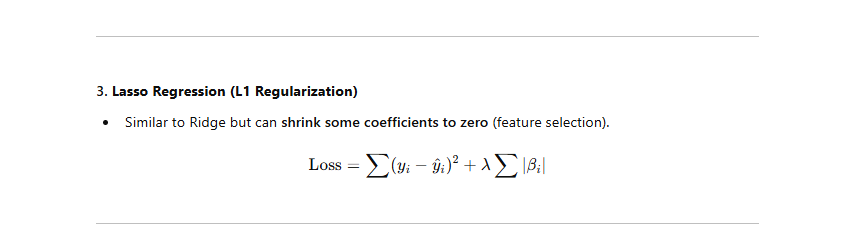 3. Lasso Regression (L1 Regularization)
• Similar to Ridge but can shrink some coefficients to zero (feature selection).
Loss = ∑(yᵢ − ŷᵢ)² + λ∑|βᵢ|